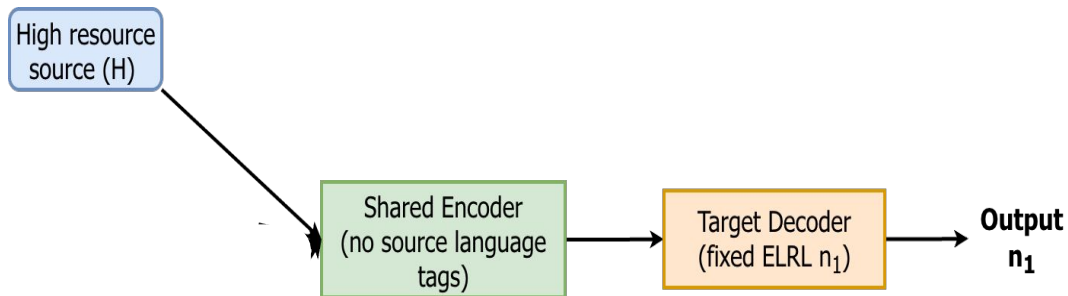 High resource
source (H)
Shared Encoder
(no source language
tags)
Target Decoder
(fixed ELRL n₁)
Output
n₁